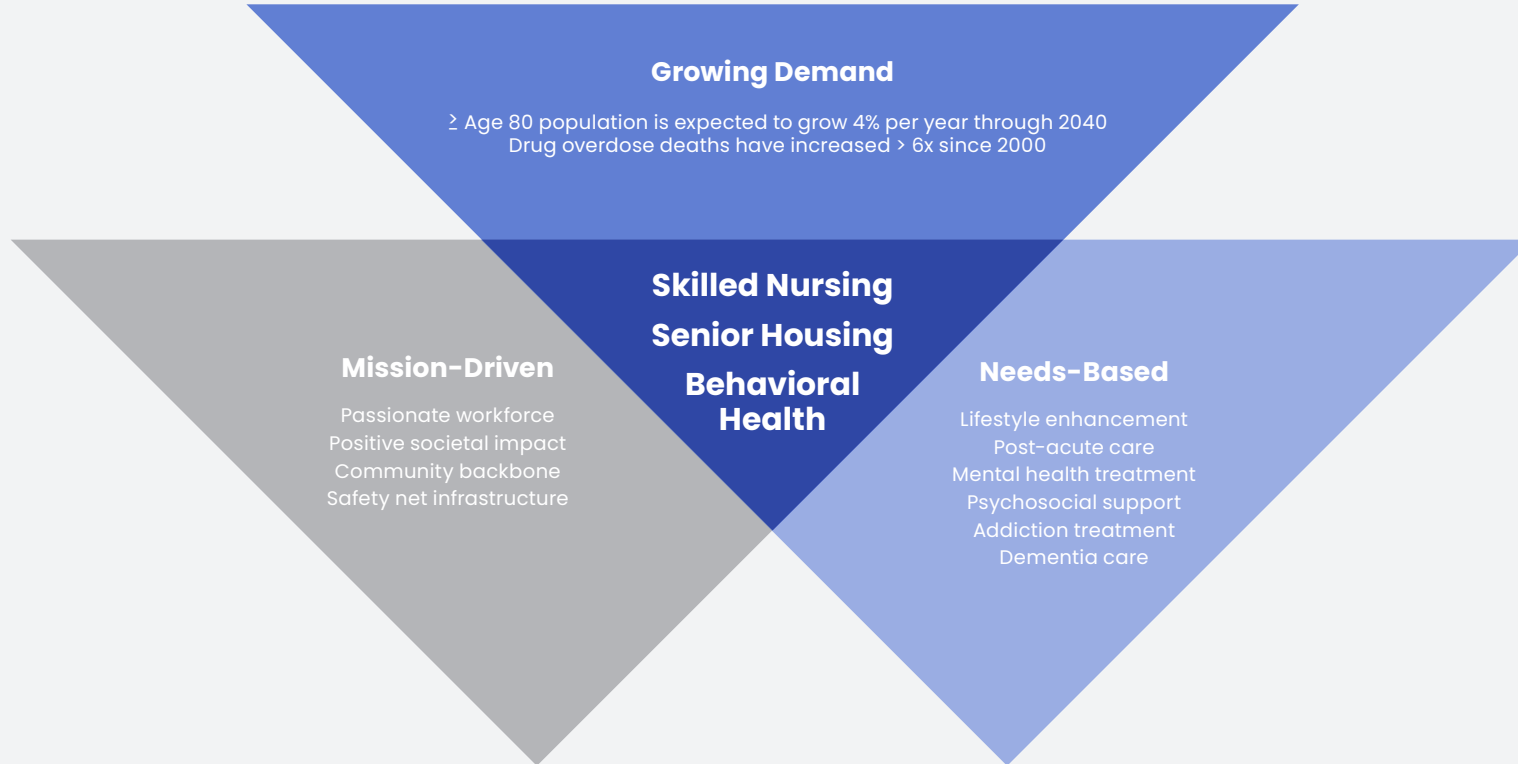 Growing Demand
≥ Age 80 population is expected to grow 4% per year through 2040
Drug overdose deaths have increased > 6x since 2000
Skilled Nursing
Senior Housing
Behavioral
Health
Mission-Driven
Passionate workforce
Positive societal impact
Community backbone
Safety net infrastructure
Needs-Based
Lifestyle enhancement
Post-acute care
Mental health treatment
Psychosocial support
Addiction treatment
Dementia care